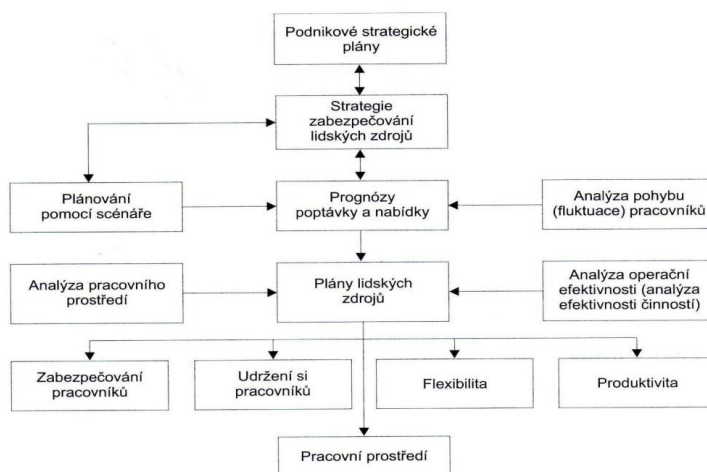 Podnikové strategické
plány
Strategie
zabezpečování
lidských zdrojů
Plánování
pomocí scénáře
Prognózy
poptávky a nabídky
Analýza pohybu
(fluktuace) pracovníků
Analýza pracovního
prostředí
Plány lidských
zdrojů
Analýza operační
efektivnosti (analýza
efektivnosti činností)
Zabezpečování
pracovníků
Udržení si
pracovníků
Flexibilita
Produktivita
Pracovní prostředí